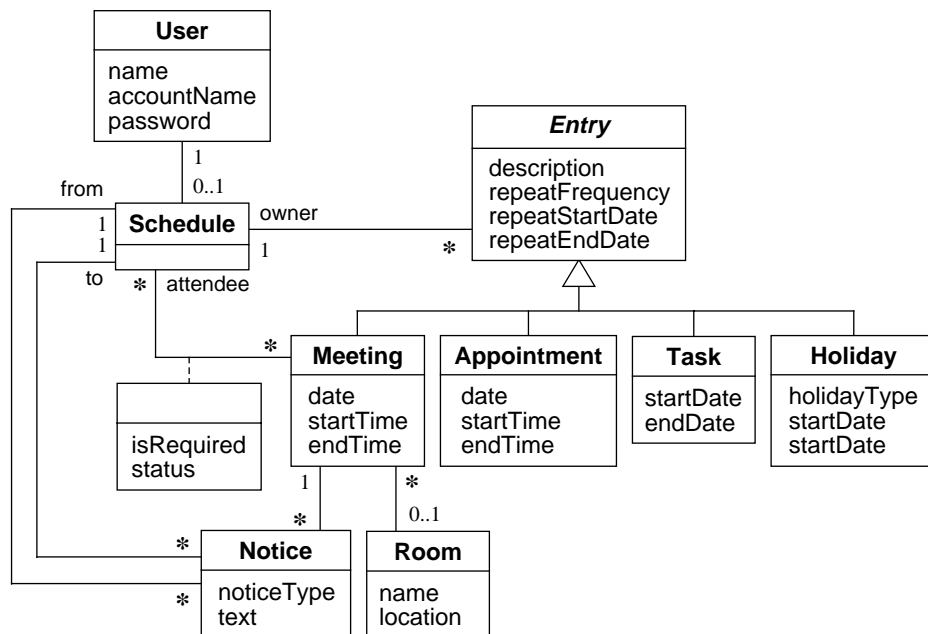 User
name
accountName
password
1
0..1
Entry
description
repeatFrequency
repeatStartDate
repeatEndDate
from
1
1
to
Schedule
owner
1
*
*
attendee
*
isRequired
status
Meeting
date
startTime
endTime
Appointment
date
startTime
endTime
Task
startDate
endDate
Holiday
holidayType
startDate
startDate
1
*
*
0..1
*
*
Notice
noticeType
text
Room
name
location